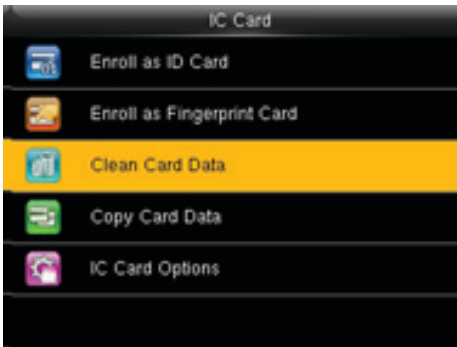 IC Card
Enroll as ID Card
Enroll as Fingerprint Card
Clean Card Data
Copy Card Data
IC Card Options